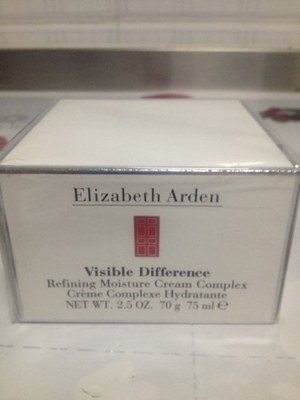 Elizabeth Arden
Visible Difference
Refining Moisture Cream Complex
Crème Complexe Hydratante
NET WT. 2.5 OZ. 70 g 75 ml ℮